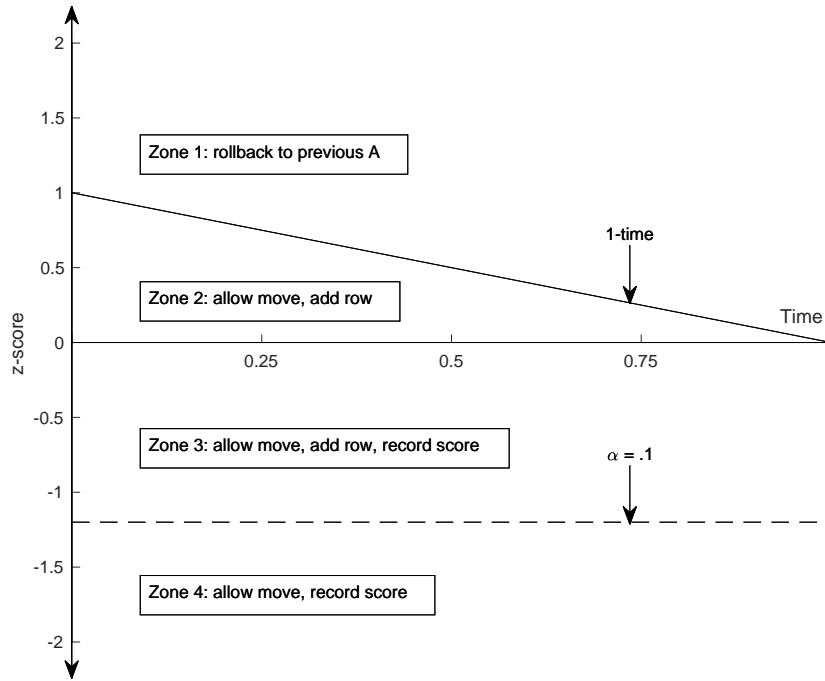 2
1.5
Zone 1: rollback to previous A
1
1-time
0.5
Zone 2: allow move, add row
Time
0
0.25
0.5
0.75
z-score
-0.5
Zone 3: allow move, add row, record score
α = .1
-1
-1.5
Zone 4: allow move, record score
-2